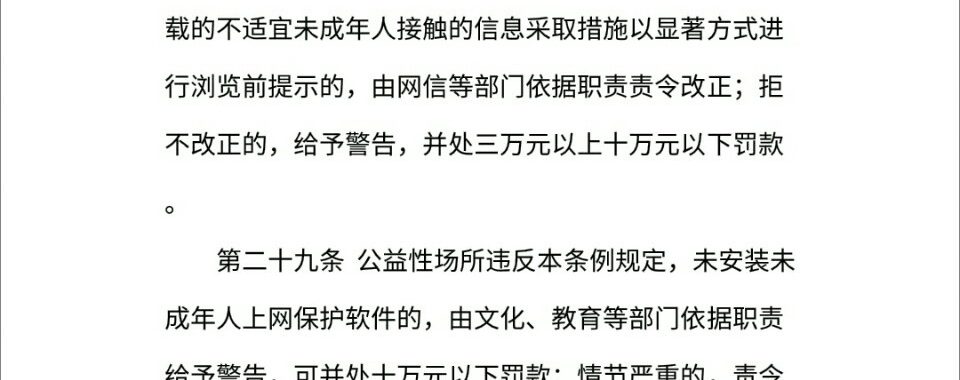 载的不适宜未成年人接触的信息采取措施以显著方式进
行浏览前提示的，由网信等部门依据职责责令改正；拒
不改正的，给予警告，并处三万元以上十万元以下罚款
。
第二十九条 公益性场所违反本条例规定，未安装未
成年人上网保护软件的，由文化、教育等部门依据职责
给予警告，可并处十万元以下罚款；情节严重的，责令